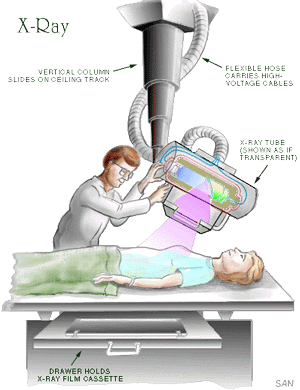 X-Ray
VERTICAL COLUMN
SLIDES ON CEILING TRACK
FLEXIBLE HOSE
CARRIES HIGH-
VOLTAGE CABLES
X-RAY TUBE
(SHOWN AS IF
TRANSPARENT)
DRAWER HOLDS
X-RAY FILM CASSETTE
SAN